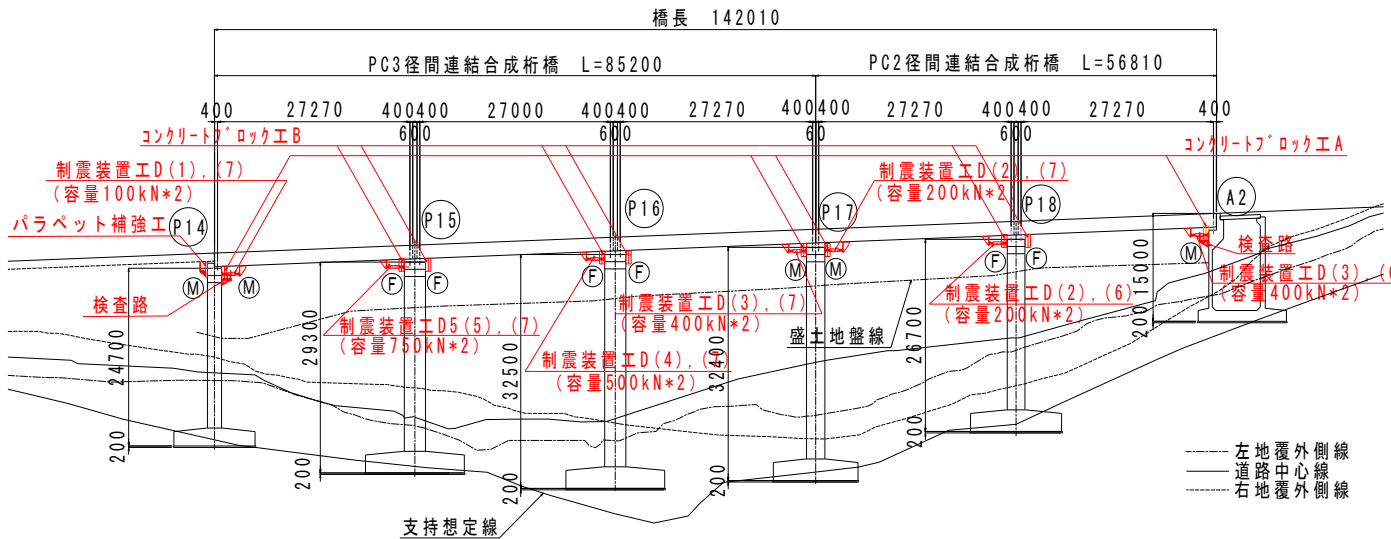 橋長 142010
PC3径間連結合成桁橋 L=85200
PC2径間連結合成桁橋 L=56810
400
27270
400400
27000
400400
27270
400400
27270
400400
27270
400
600
600
60
600
コンクリートブロック工B
コンクリートブロック工A
制震装置工D(1),(7)
(容量100kN*2)
制震装置工D(2),(7)
(容量200kN*2
パラペット補強工
P14
P15
P16
P17
P18
A2
M
M
F
F
F
F
M
M
F
F
M
検査路
検査路
制震装置工D(3),(6
(容量400kN*2)
制震装置工D5(5),(7)
(容量750kN*2)
制震装置工D(3),(7)
(容量400kN*2)
制震装置工D(2),(6)
(容量200kN*2)
制震装置工D(4),(7)
(容量500kN*2)
盛土地盤線
24700
200
29300
200
32500
200
32400
200
26700
200
15000
200
支持想定線
左地覆外側線
道路中心線
右地覆外側線